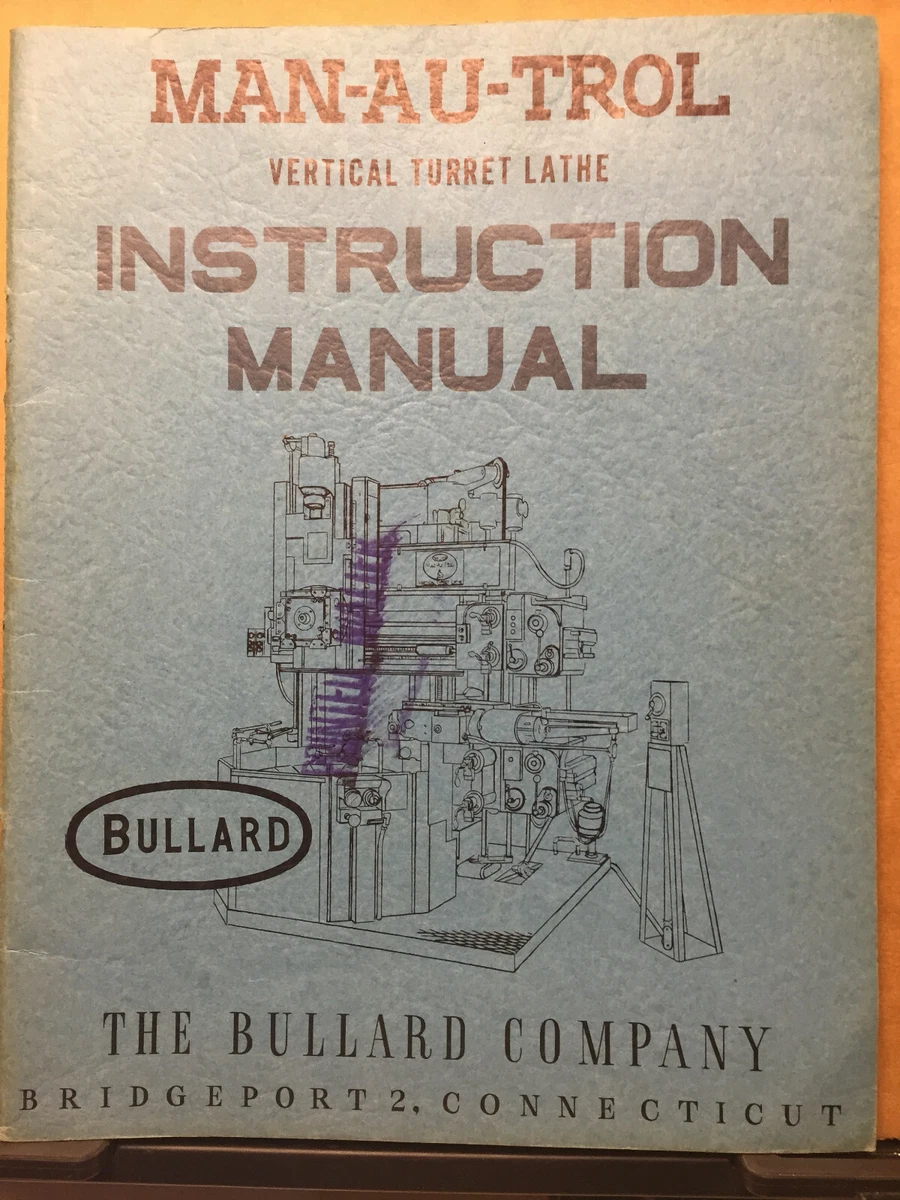 MAN-AU-TROL
VERTICAL TURRET LATHE
INSTRUCTION
MANUAL
BULLARD
THE BULLARD COMPANY
BRIDGEPORT 2, CONNECTICUT